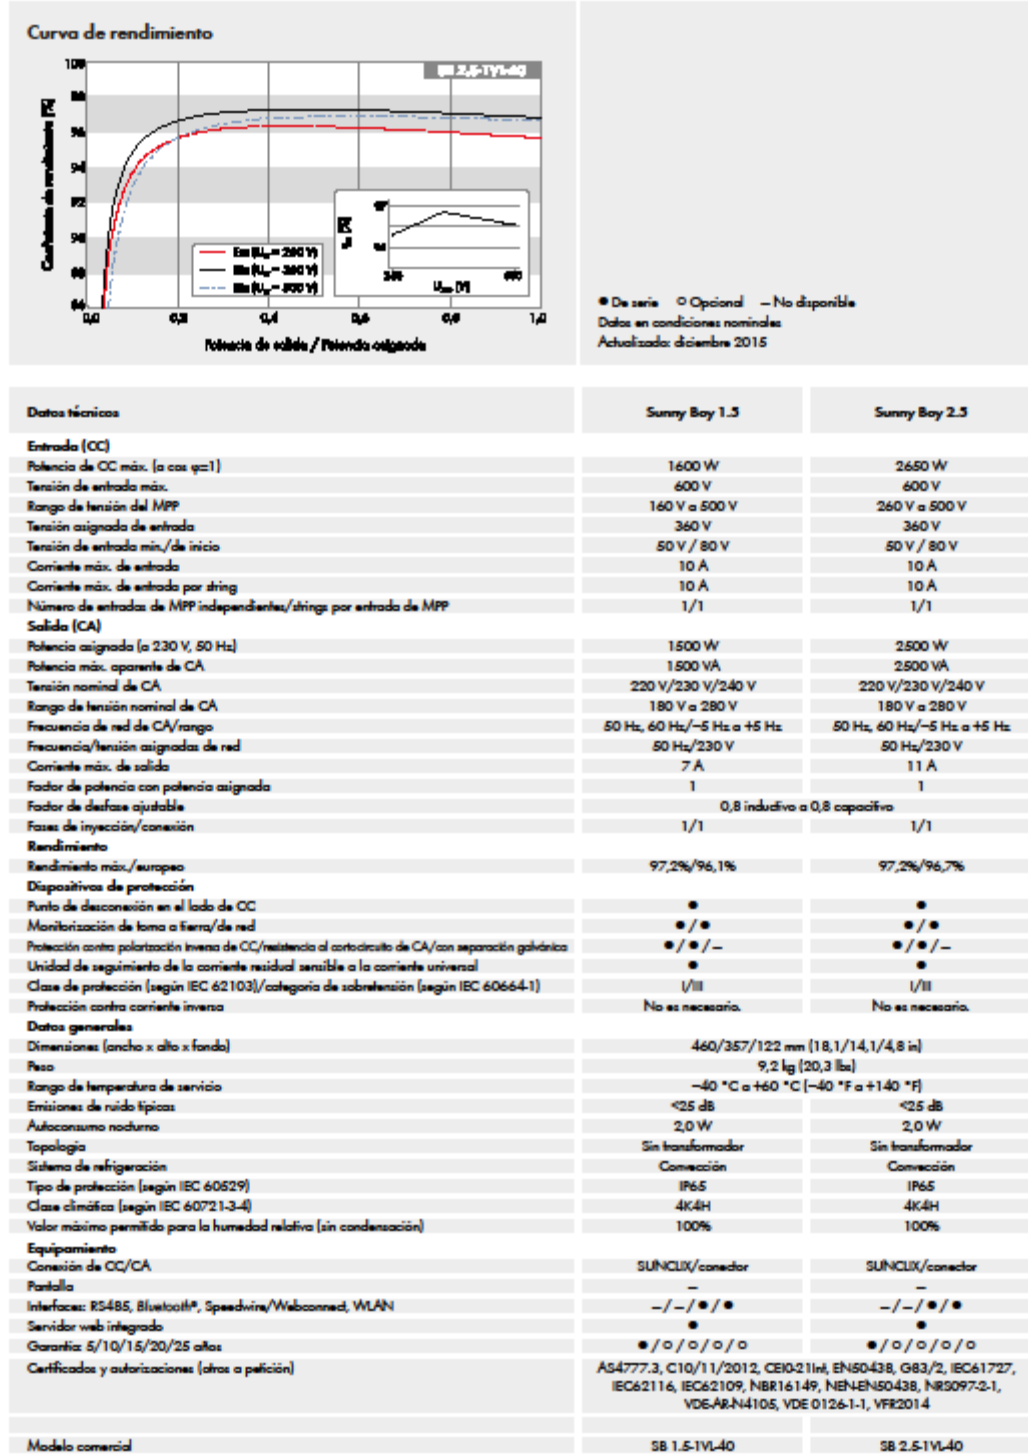 Curva de rendimiento
SB 2,5-1VL-40
100
98
96
94
92
90
88
86
Coeficiente de rendimiento [%]
0,0 0,2 0,4 0,6 0,8 1,0
Potencia de salida / Potencia asignada
● De serie ○ Opcional — No disponible
Datos en condiciones nominales
Actualizado: diciembre 2015
Datos técnicos Sunny Boy 1.5 Sunny Boy 2.5
Entrada (CC)
Potencia de CC máx. (a cos φ=1) 1600 W 2650 W
Tensión de entrada máx. 600 V 600 V
Rango de tensión del MPP 160 V a 500 V 260 V a 500 V
Tensión asignada de entrada 360 V 360 V
Tensión de entrada mín./de inicio 50 V / 80 V 50 V / 80 V
Corriente máx. de entrada 10 A 10 A
Corriente máx. de entrada por string 10 A 10 A
Número de entradas de MPP independientes/strings por entrada de MPP 1/1 1/1
Salida (CA)
Potencia asignada (a 230 V, 50 Hz) 1500 W 2500 W
Potencia máx. aparente de CA 1500 VA 2500 VA
Tensión nominal de CA 220 V/230 V/240 V 220 V/230 V/240 V
Rango de tensión nominal de CA 180 V a 280 V 180 V a 280 V
Frecuencia de red de CA/rango 50 Hz, 60 Hz/−5 Hz a +5 Hz 50 Hz, 60 Hz/−5 Hz a +5 Hz
Frecuencia/tensión asignadas de red 50 Hz/230 V 50 Hz/230 V
Corriente máx. de salida 7 A 11 A
Factor de potencia con potencia asignada 1 1
Factor de desfase ajustable 0,8 inductivo a 0,8 capacitivo
Fases de inyección/conexión 1/1 1/1
Rendimiento
Rendimiento máx./europeo 97,2%/96,1% 97,2%/96,7%
Dispositivos de protección
Punto de desconexión en el lado de CC ● ●
Monitorización de toma a tierra/de red ●/● ●/●
Protección contra polarización inversa de CC/resistencia al cortocircuito de CA/con separación galvánica ●/●/— ●/●/—
Unidad de seguimiento de la corriente residual sensible a la corriente universal ● ●
Clase de protección (según IEC 62103)/categoría de sobretensión (según IEC 60664-1) I/III I/III
Protección contra corriente inversa No es necesario. No es necesario.
Datos generales
Dimensiones (ancho x alto x fondo) 460/357/122 mm (18,1/14,1/4,8 in)
Peso 9,2 kg (20,3 lbs)
Rango de temperatura de servicio −40 °C a +60 °C (−40 °F a +140 °F)
Emisiones de ruido típicas <25 dB <25 dB
Autoconsumo nocturno 2,0 W 2,0 W
Topología Sin transformador Sin transformador
Sistema de refrigeración Convección Convección
Tipo de protección (según IEC 60529) IP65 IP65
Clase climática (según IEC 60721-3-4) 4K4H 4K4H
Valor máximo permitido para la humedad relativa (sin condensación) 100% 100%
Equipamiento
Conexión de CC/CA SUNCLIX/conector SUNCLIX/conector
Pantalla — —
Interfaces: RS485, Bluetooth®, Speedwire/Webconnect, WLAN —/—/●/● —/—/●/●
Servidor web integrado ● ●
Garantía: 5/10/15/20/25 años ●/○/○/○/○ ●/○/○/○/○
Certificados y autorizaciones (otros a petición) AS4777.3, C10/11/2012, CEI0-21Int, EN50438, G83/2, IEC61727,
IEC62116, IEC62109, NBR16149, NEN-EN50438, NRS097-2-1,
VDE-AR-N4105, VDE 0126-1-1, VFR2014
Modelo comercial SB 1.5-1VL-40 SB 2.5-1VL-40